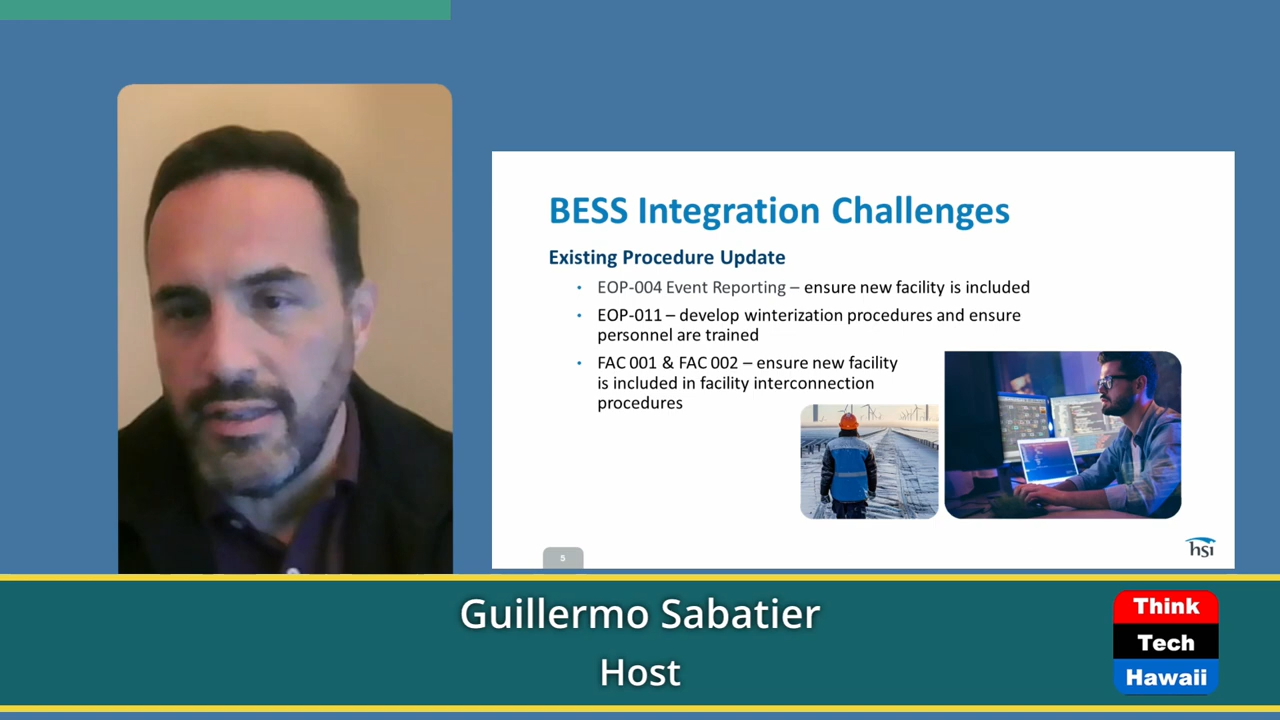 BESS Integration Challenges
Existing Procedure Update
• EOP-004 Event Reporting – ensure new facility is included
• EOP-011 – develop winterization procedures and ensure
personnel are trained
• FAC 001 & FAC 002 – ensure new facility
is included in facility interconnection
procedures
5
hsi
Guillermo Sabatier
Host
Think
Tech
Hawaii